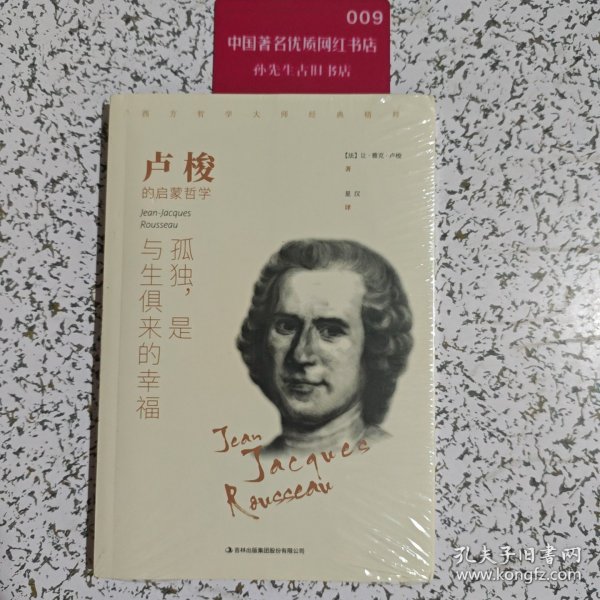 009
中国著名优质网红书店
孙先生古旧书店
西方哲学大师经典精粹
卢梭
的启蒙哲学
Jean-Jacques
Rousseau
【法】让·雅克·卢梭
著
星汉
译
孤独，是
与生俱来的幸福
Jean
Jacques
Rousseau
吉林出版集团股份有限公司
孔夫子旧书网
www.kongfz.com